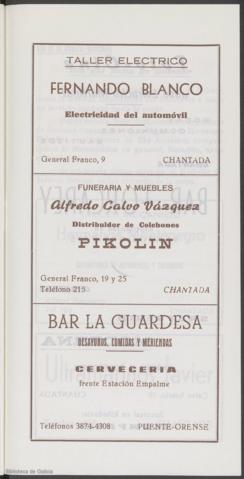 TALLER ELECTRICO
FERNANDO BLANCO
Electricidad del automóvil
General Franco, 9 CHANTADA
FUNERARIA Y MUEBLES
Alfredo Calvo Vázquez
Distribuidor de Colchones
PIKOLIN
General Franco, 19 y 25
Teléfono 215 CHANTADA
BAR LA GUARDESA
DESAYUNOS, COMIDAS Y MERIENDAS
CERVECERIA
frente Estación Empalme
Teléfonos 3874-4308 PUENTE-ORENSE
Biblioteca de Galicia